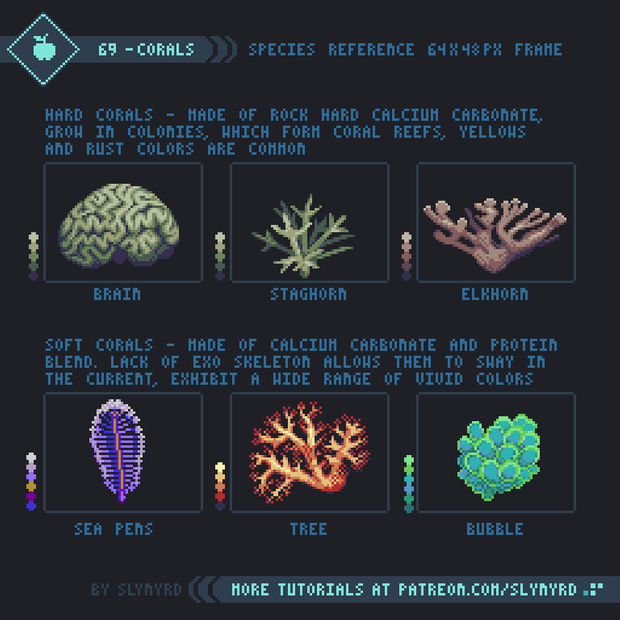 69 - CORALS SPECIES REFERENCE 64X48PX FRAME
HARD CORALS - MADE OF ROCK HARD CALCIUM CARBONATE,
GROW IN COLONIES, WHICH FORM CORAL REEFS, YELLOWS
AND RUST COLORS ARE COMMON
BRAIN STAGHORN ELKHORN
SOFT CORALS - MADE OF CALCIUM CARBONATE AND PROTEIN
BLEND. LACK OF EXO SKELETON ALLOWS THEM TO SWAY IN
THE CURRENT, EXHIBIT A WIDE RANGE OF VIVID COLORS
SEA PENS TREE BUBBLE
BY SLYNYRD MORE TUTORIALS AT PATREON.COM/SLYNYRD